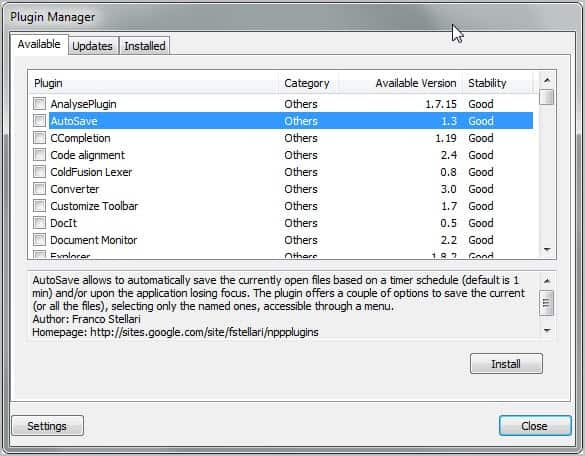 Plugin Manager
Available Updates Installed
Plugin Category Available Version Stability
AnalysePlugin Others 1.7.15 Good
AutoSave Others 1.3 Good
CCompletion Others 1.19 Good
Code alignment Others 2.4 Good
ColdFusion Lexer Others 0.8 Good
Converter Others 3.0 Good
Customize Toolbar Others 1.7 Good
DocIt Others 0.5 Good
Document Monitor Others 2.2 Good
Explorer Others 1.8.2 Good
AutoSave allows to automatically save the currently open files based on a timer schedule (default is 1
min) and/or upon the application losing focus. The plugin offers a couple of options to save the current
(or all the files), selecting only the named ones, accessible through a menu.
Author: Franco Stellari
Homepage: http://sites.google.com/site/fstellari/nppplugins
Install
Settings Close